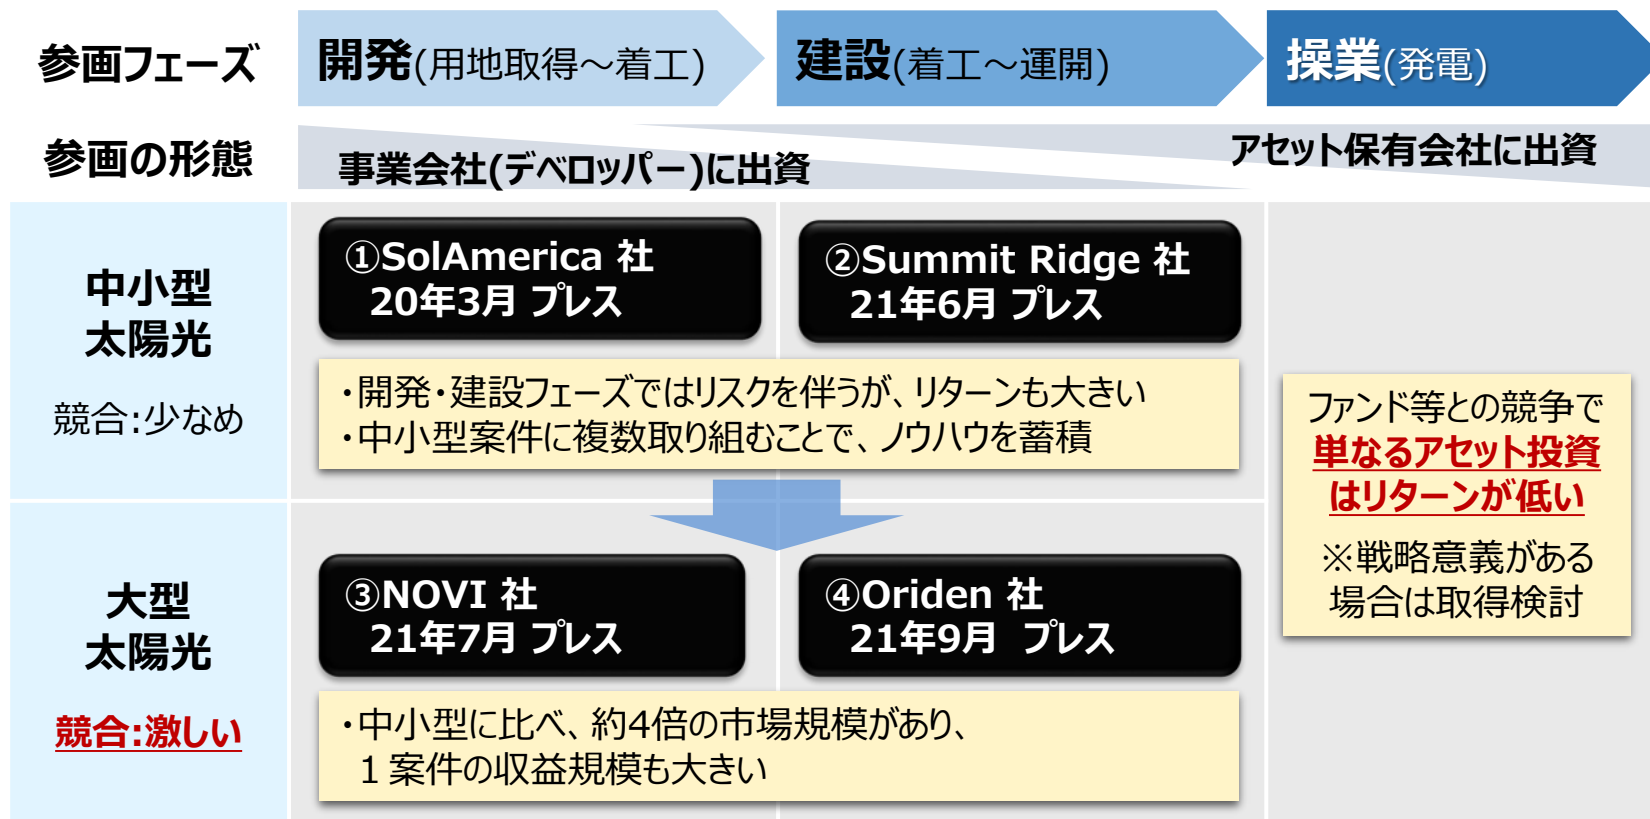 参画フェーズ
開発(用地取得～着工)
建設(着工～運開)
操業(発電)
参画の形態
事業会社(デベロッパー)に出資
アセット保有会社に出資
中小型
太陽光
競合:少なめ
①SolAmerica 社
20年3月 プレス
②Summit Ridge 社
21年6月 プレス
・開発・建設フェーズではリスクを伴うが、リターンも大きい
・中小型案件に複数取り組むことで、ノウハウを蓄積
ファンド等との競争で
単なるアセット投資
はリターンが低い
※戦略意義がある
場合は取得検討
大型
太陽光
競合:激しい
③NOVI 社
21年7月 プレス
④Oriden 社
21年9月 プレス
・中小型に比べ、約4倍の市場規模があり、
１案件の収益規模も大きい